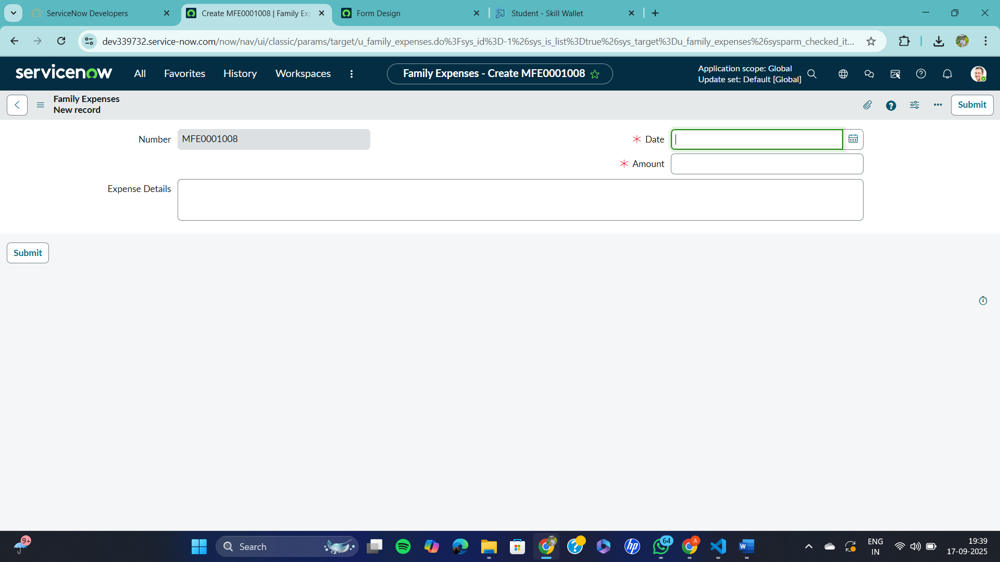 ServiceNow Developers
Create MFE0001008 | Family Ex
Form Design
Student - Skill Wallet
dev339732.service-now.com/now/nav/ui/classic/params/target/u_family_expenses.do%3Fsys_id%3D-1%26sys_is_list%3Dtrue%26sys_target%3Du_family_expenses%26sysparm_checked_it...
servicenow
All
Favorites
History
Workspaces
Family Expenses - Create MFE0001008
Application scope: Global
Update set: Default [Global]
Family Expenses
New record
Submit
Number
MFE0001008
* Date
* Amount
Expense Details
Submit
9+
Search
hp
64
A
W
ENG
IN
19:39
17-09-2025